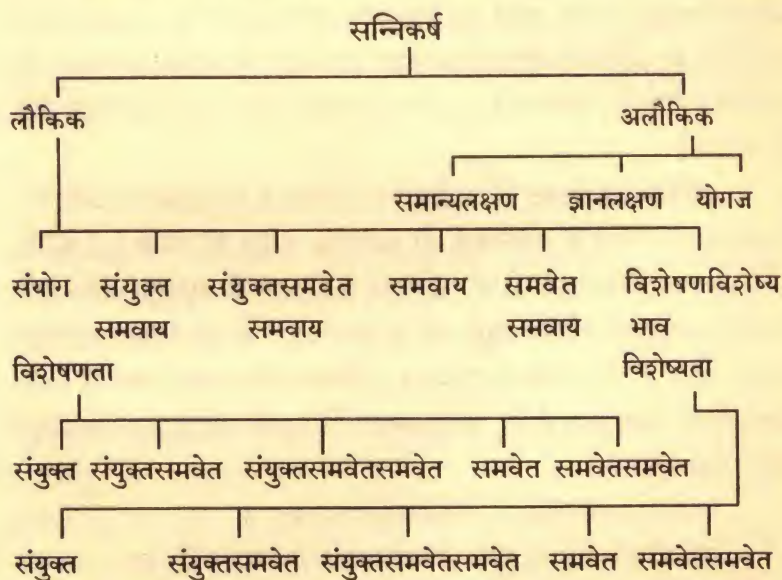 सन्निकर्ष
लौकिक अलौकिक
समान्यलक्षण ज्ञानलक्षण योगज
संयोग संयुक्त संयुक्तसमवेत समवाय समवेत विशेषणविशेष्य
समवाय समवाय समवाय भाव
विशेषणता विशेष्यता
संयुक्त संयुक्तसमवेत संयुक्तसमवेतसमवेत समवेत समवेतसमवेत
संयुक्त संयुक्तसमवेत संयुक्तसमवेतसमवेत समवेत समवेतसमवेत